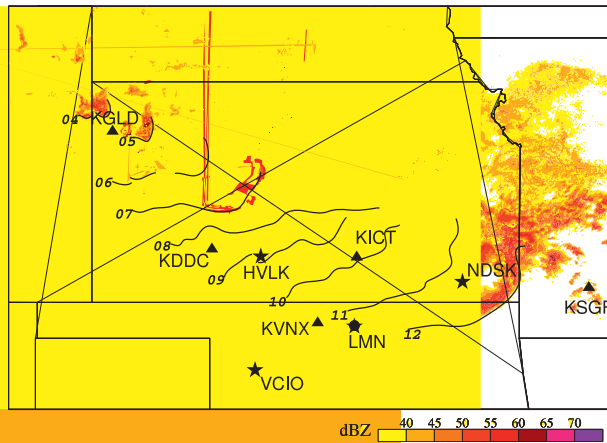 04
KGLD
05
06
07
08
KDDC
HVLK
KICT
09
NDSK
10
KSGF
11
KVNX
12
LMN
VCIO
dBZ
40 45 50 55 60 65 70